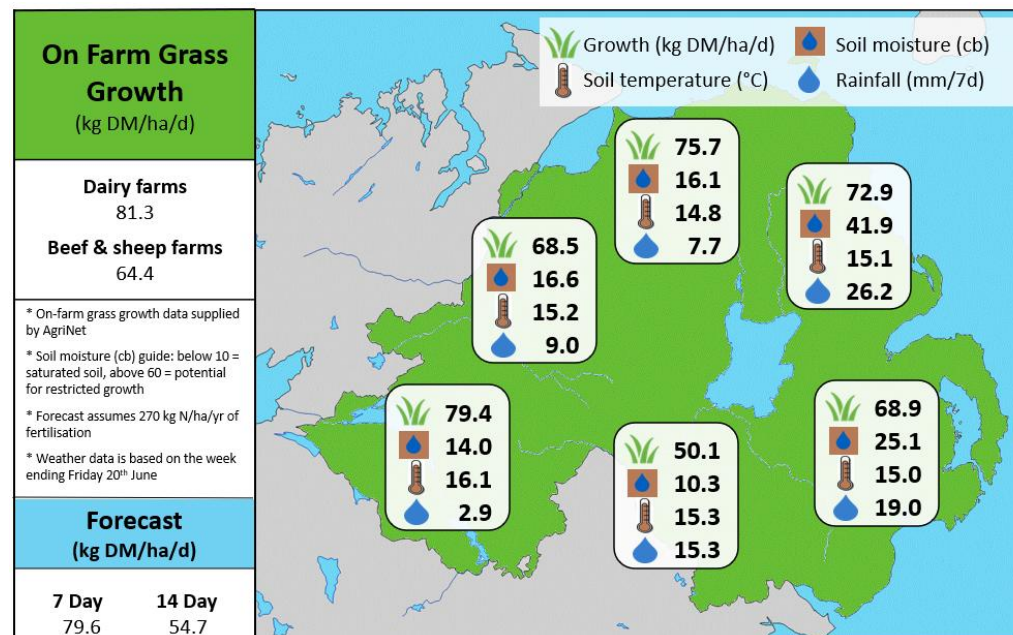 On Farm Grass
Growth
(kg DM/ha/d)
Dairy farms
81.3
Beef & sheep farms
64.4
* On-farm grass growth data supplied
by AgriNet
* Soil moisture (cb) guide: below 10 =
saturated soil, above 60 = potential
for restricted growth
* Forecast assumes 270 kg N/ha/yr of
fertilisation
* Weather data is based on the week
ending Friday 20th June
Forecast
(kg DM/ha/d)
7 Day 14 Day
79.6 54.7
Growth (kg DM/ha/d) Soil moisture (cb)
Soil temperature (°C) Rainfall (mm/7d)
75.7
16.1
14.8
7.7
72.9
41.9
15.1
26.2
68.5
16.6
15.2
9.0
79.4
14.0
16.1
2.9
50.1
10.3
15.3
15.3
68.9
25.1
15.0
19.0